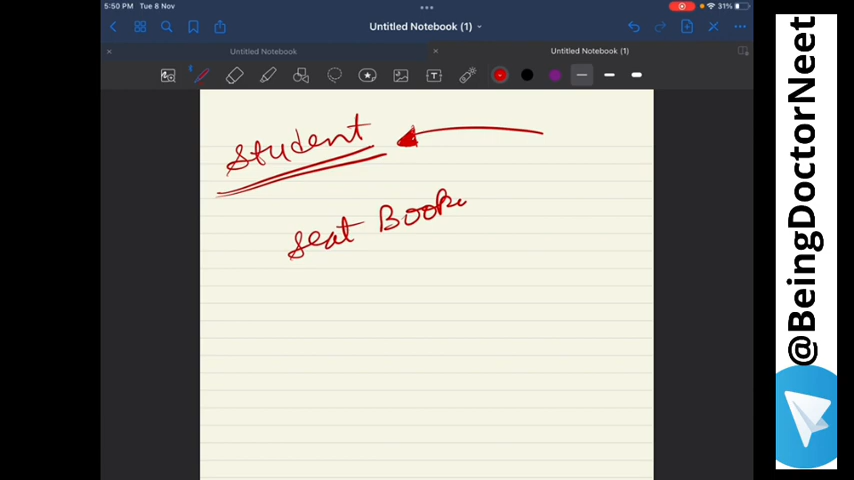 5:50 PM Tue 8 Nov
31%
Untitled Notebook (1)
Untitled Notebook
Untitled Notebook (1)
Student
Seat Book
@BeingDoctorNeet